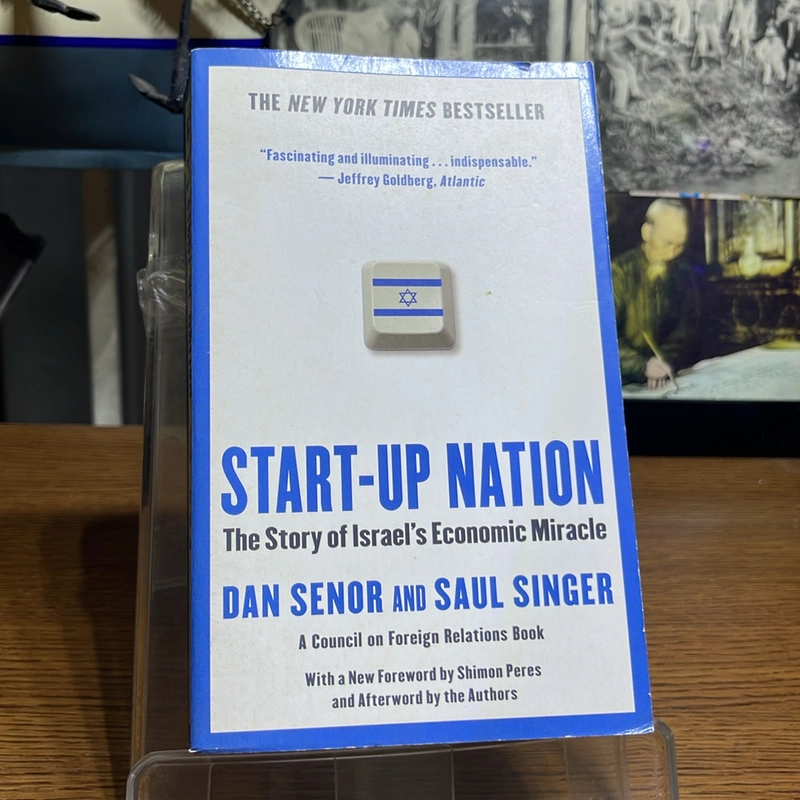 THE NEW YORK TIMES BESTSELLER
“Fascinating and illuminating . . . indispensable.”
— Jeffrey Goldberg, Atlantic
START-UP NATION
The Story of Israel’s Economic Miracle
DAN SENOR AND SAUL SINGER
A Council on Foreign Relations Book
With a New Foreword by Shimon Peres
and Afterword by the Authors